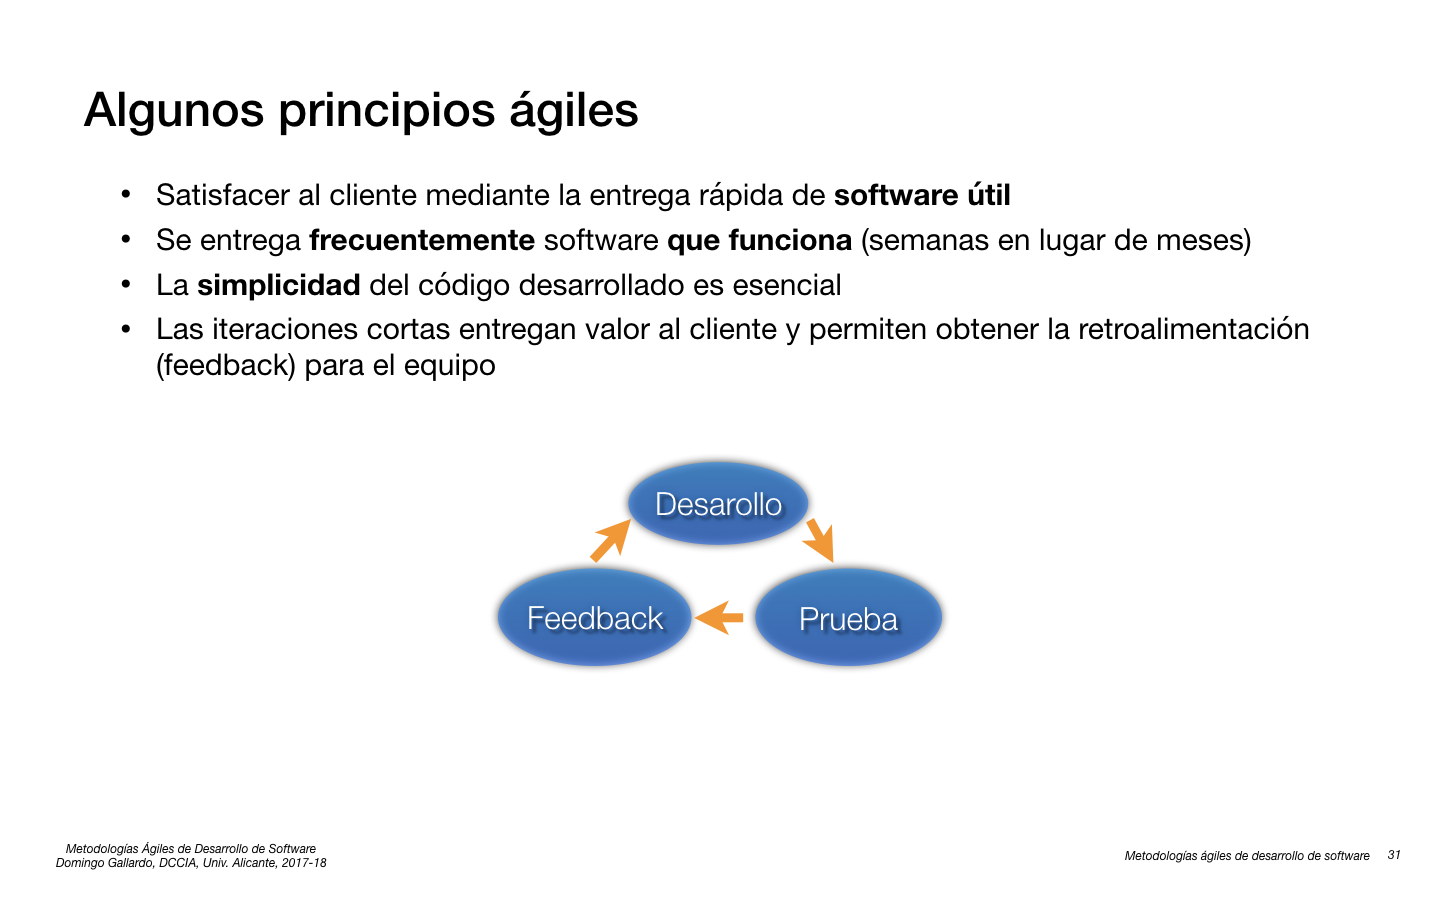 Algunos principios ágiles
• Satisfacer al cliente mediante la entrega rápida de software útil
• Se entrega frecuentemente software que funciona (semanas en lugar de meses)
• La simplicidad del código desarrollado es esencial
• Las iteraciones cortas entregan valor al cliente y permiten obtener la retroalimentación
(feedback) para el equipo
Desarollo
Feedback
Prueba
Metodologías Ágiles de Desarrollo de Software
Domingo Gallardo, DCCIA, Univ. Alicante, 2017-18
Metodologías ágiles de desarrollo de software 31